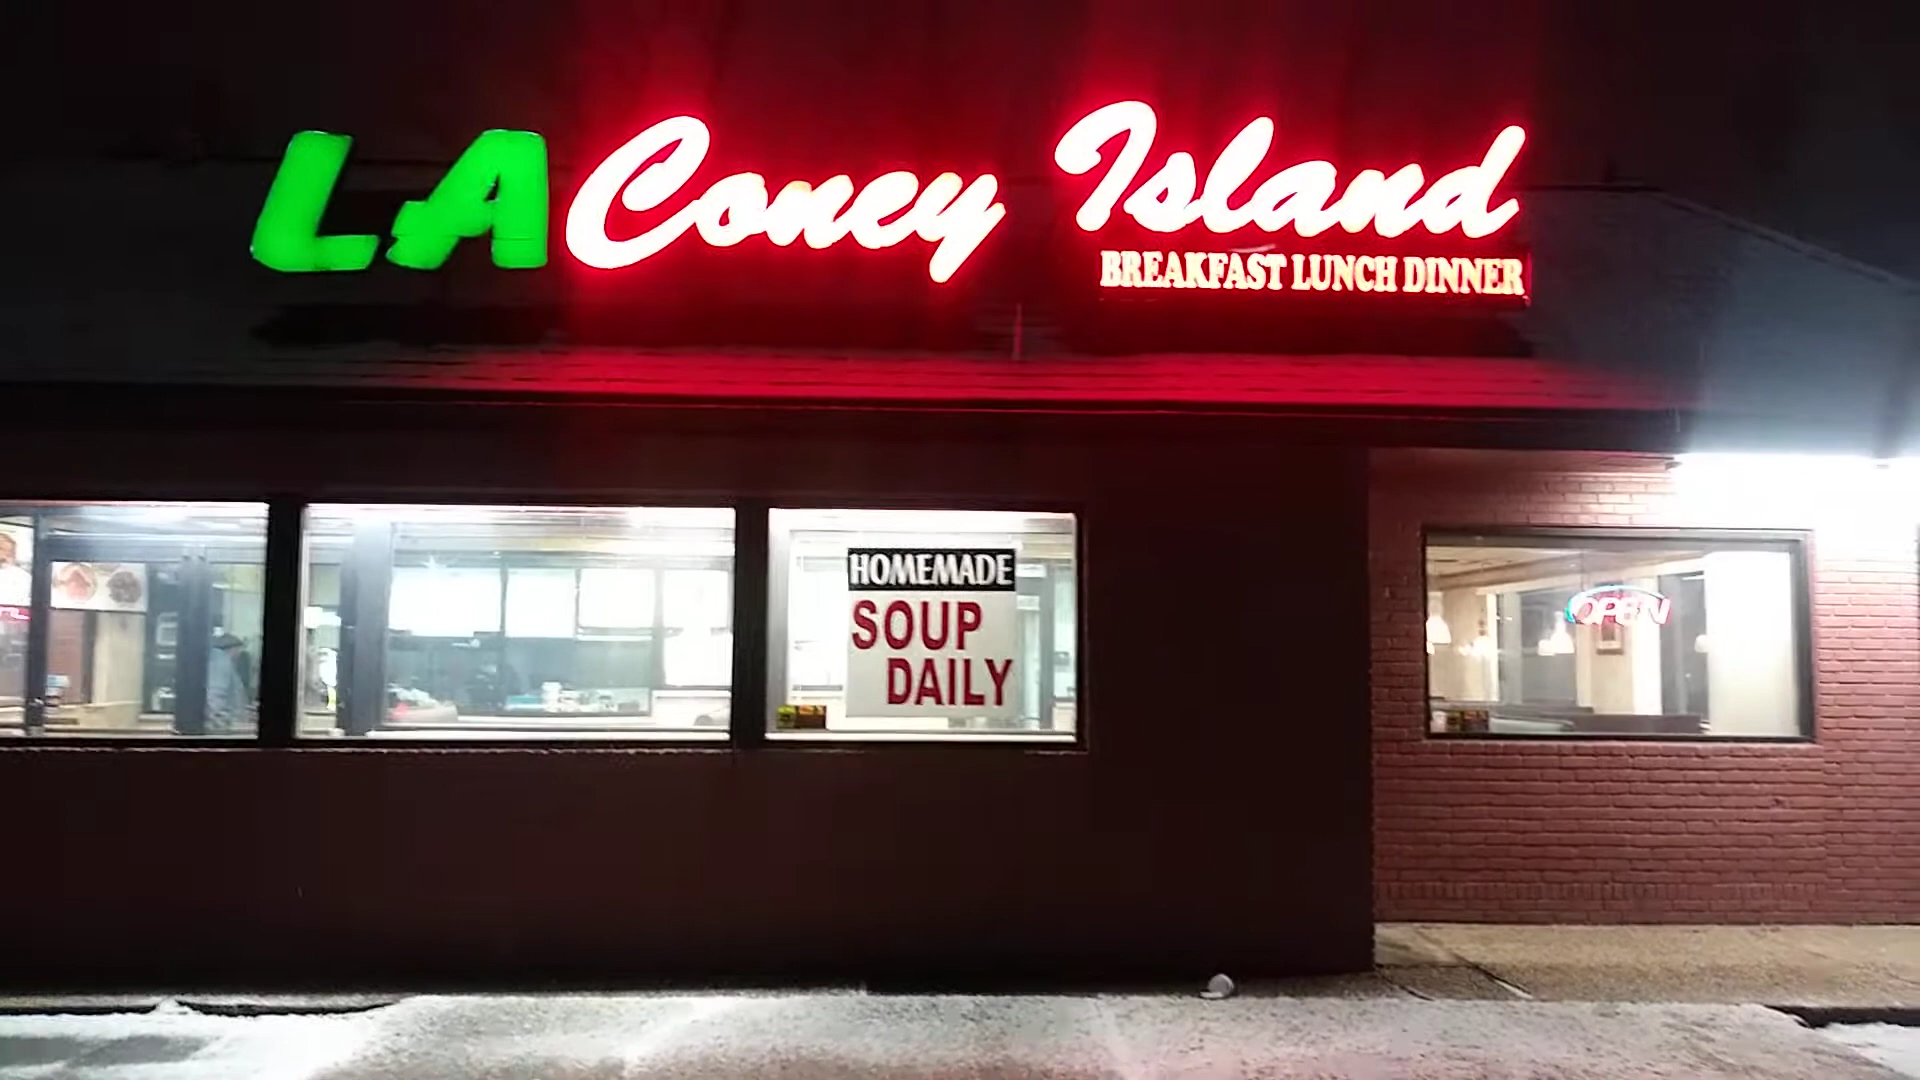 LA Coney Island
BREAKFAST LUNCH DINNER
HOMEMADE
SOUP
DAILY
OPEN